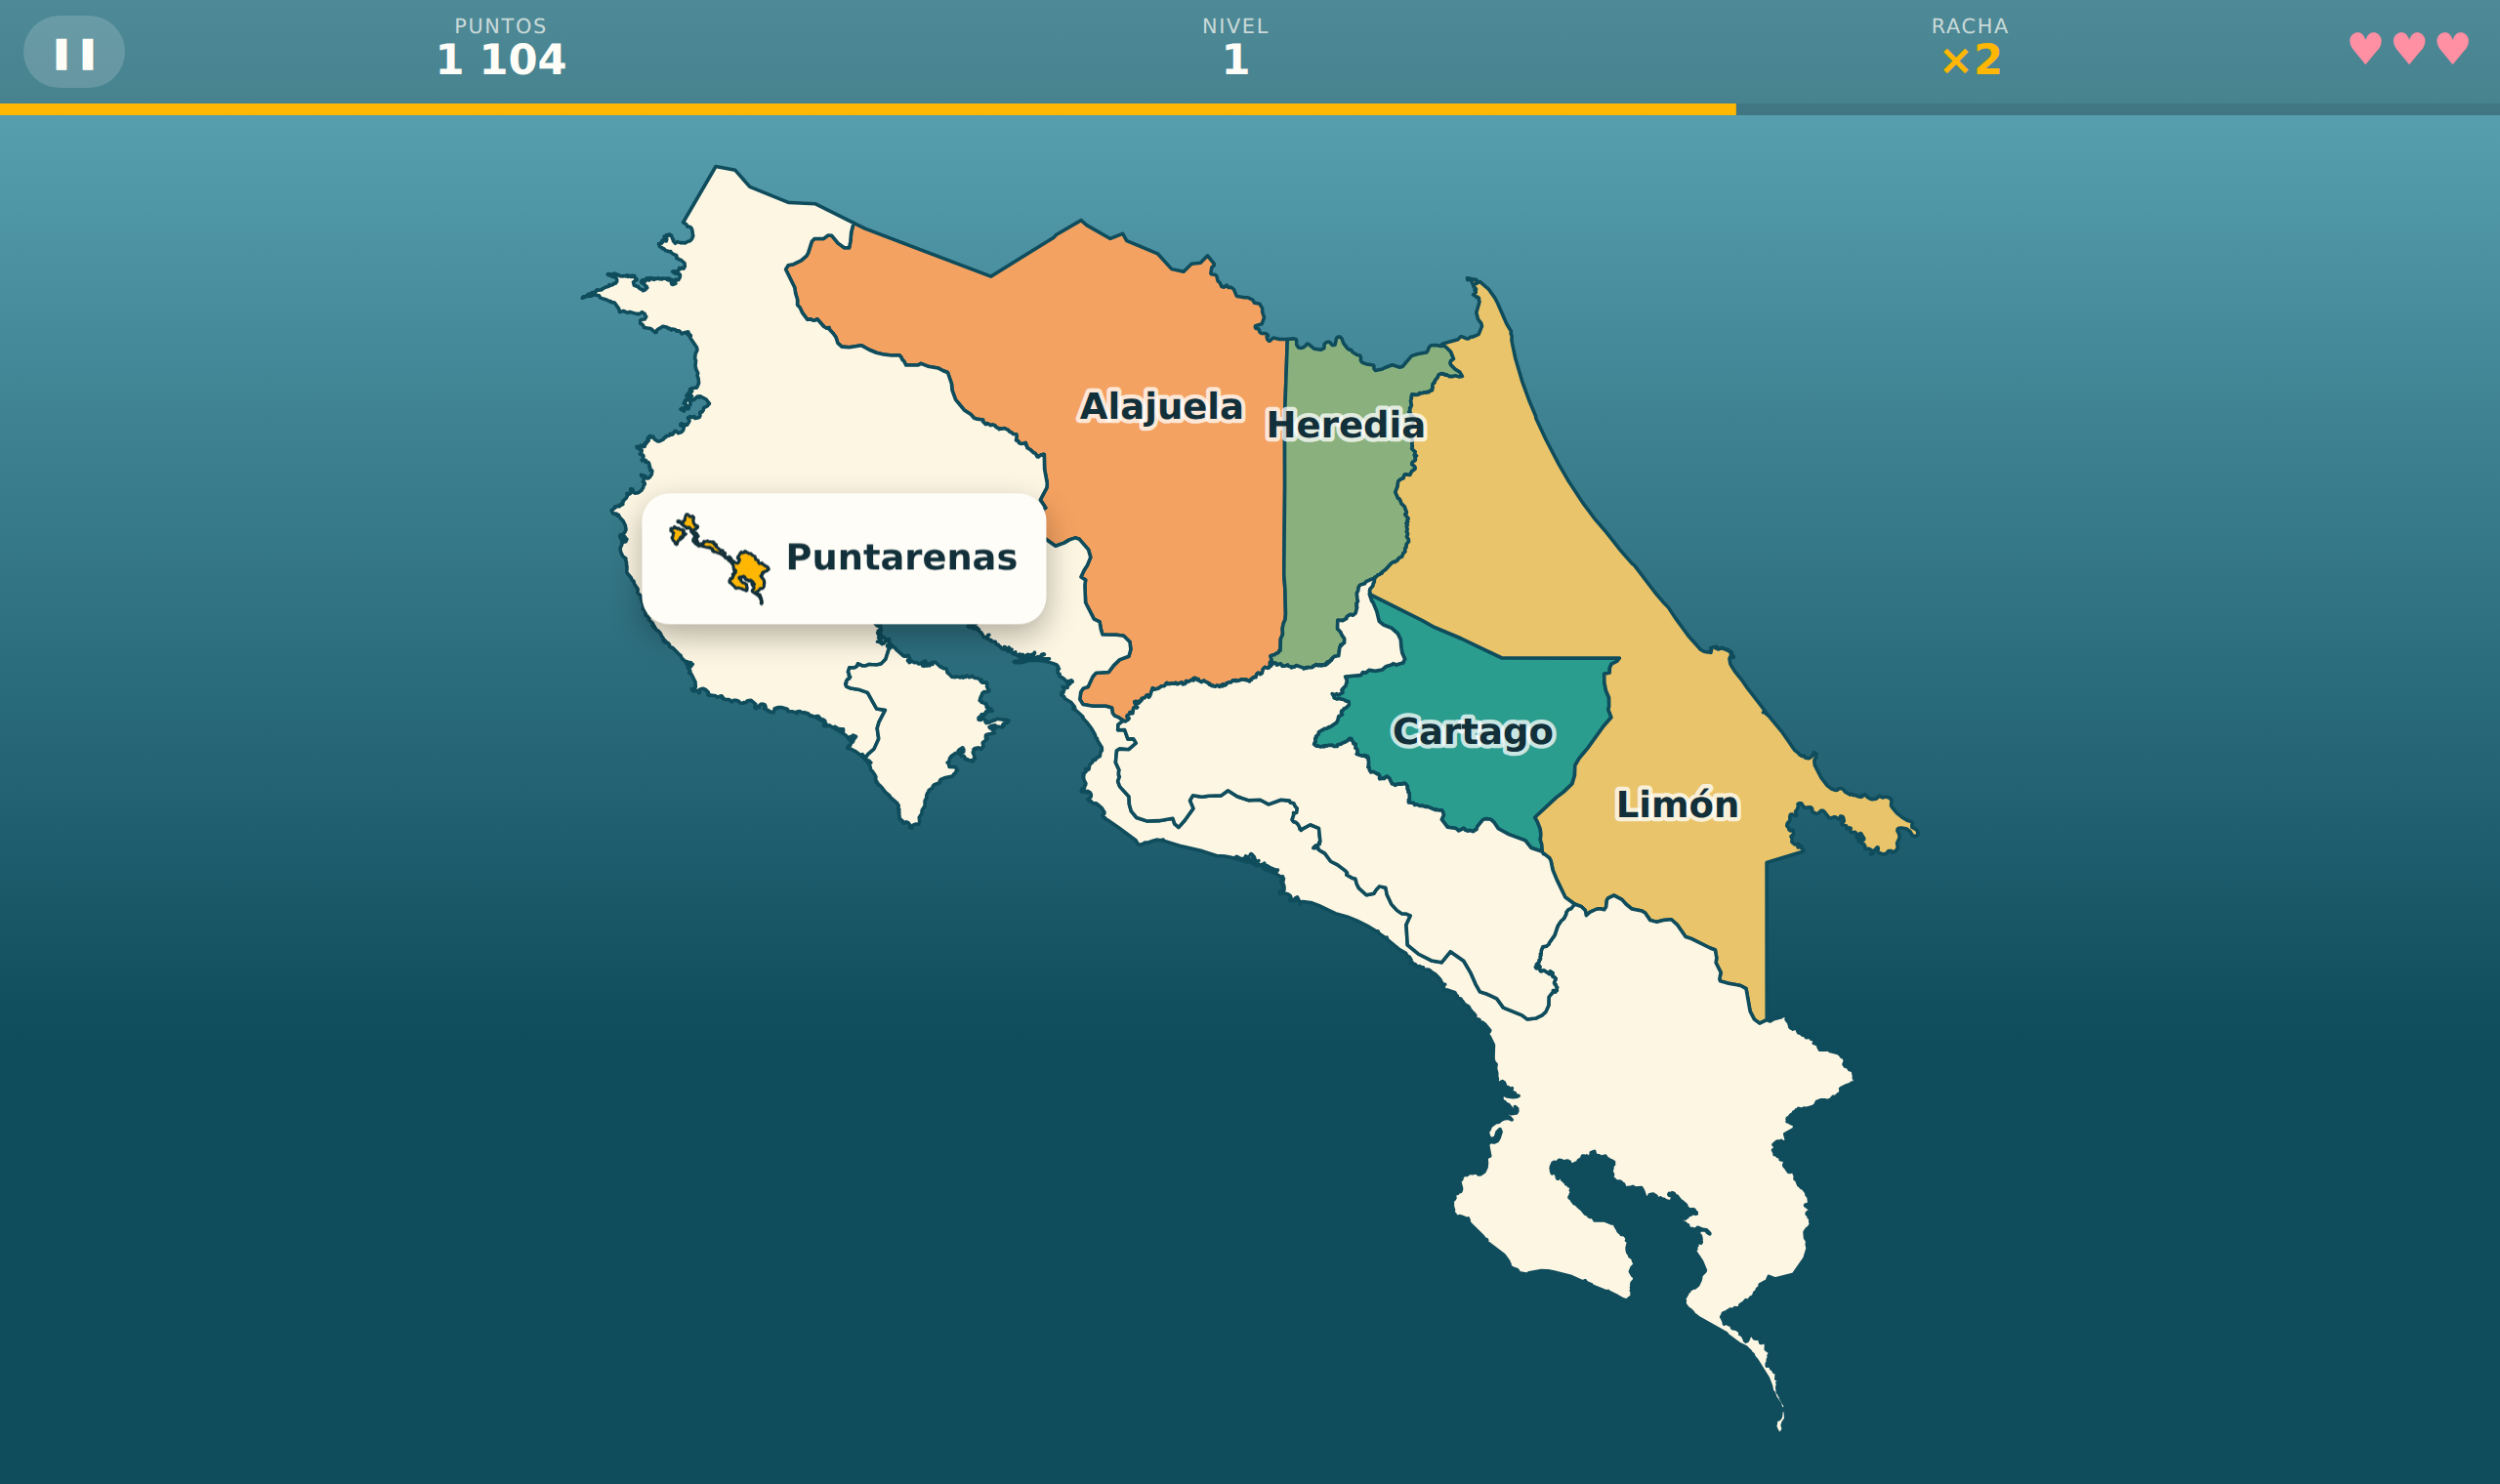 PUNTOS
1 104
NIVEL
1
RACHA
×2
Alajuela
Heredia
Puntarenas
Cartago
Limón